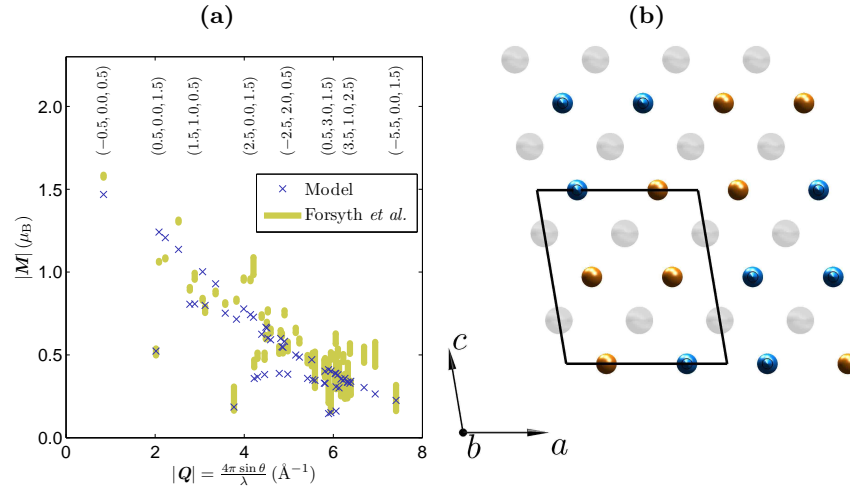 (a)
(b)
(−0.5, 0.0, 0.5)
(0.5, 0.0, 1.5)
(1.5, 1.0, 0.5)
(2.5, 0.0, 1.5)
(−2.5, 2.0, 0.5)
(0.5, 3.0, 1.5)
(3.5, 1.0, 2.5)
(−5.5, 0.0, 1.5)
2.0
1.5
1.0
0.5
0.0
|M| (μB)
Model
Forsyth et al.
0
2
4
6
8
|Q| = 4π sin θ / λ (Å⁻¹)
c
b
a